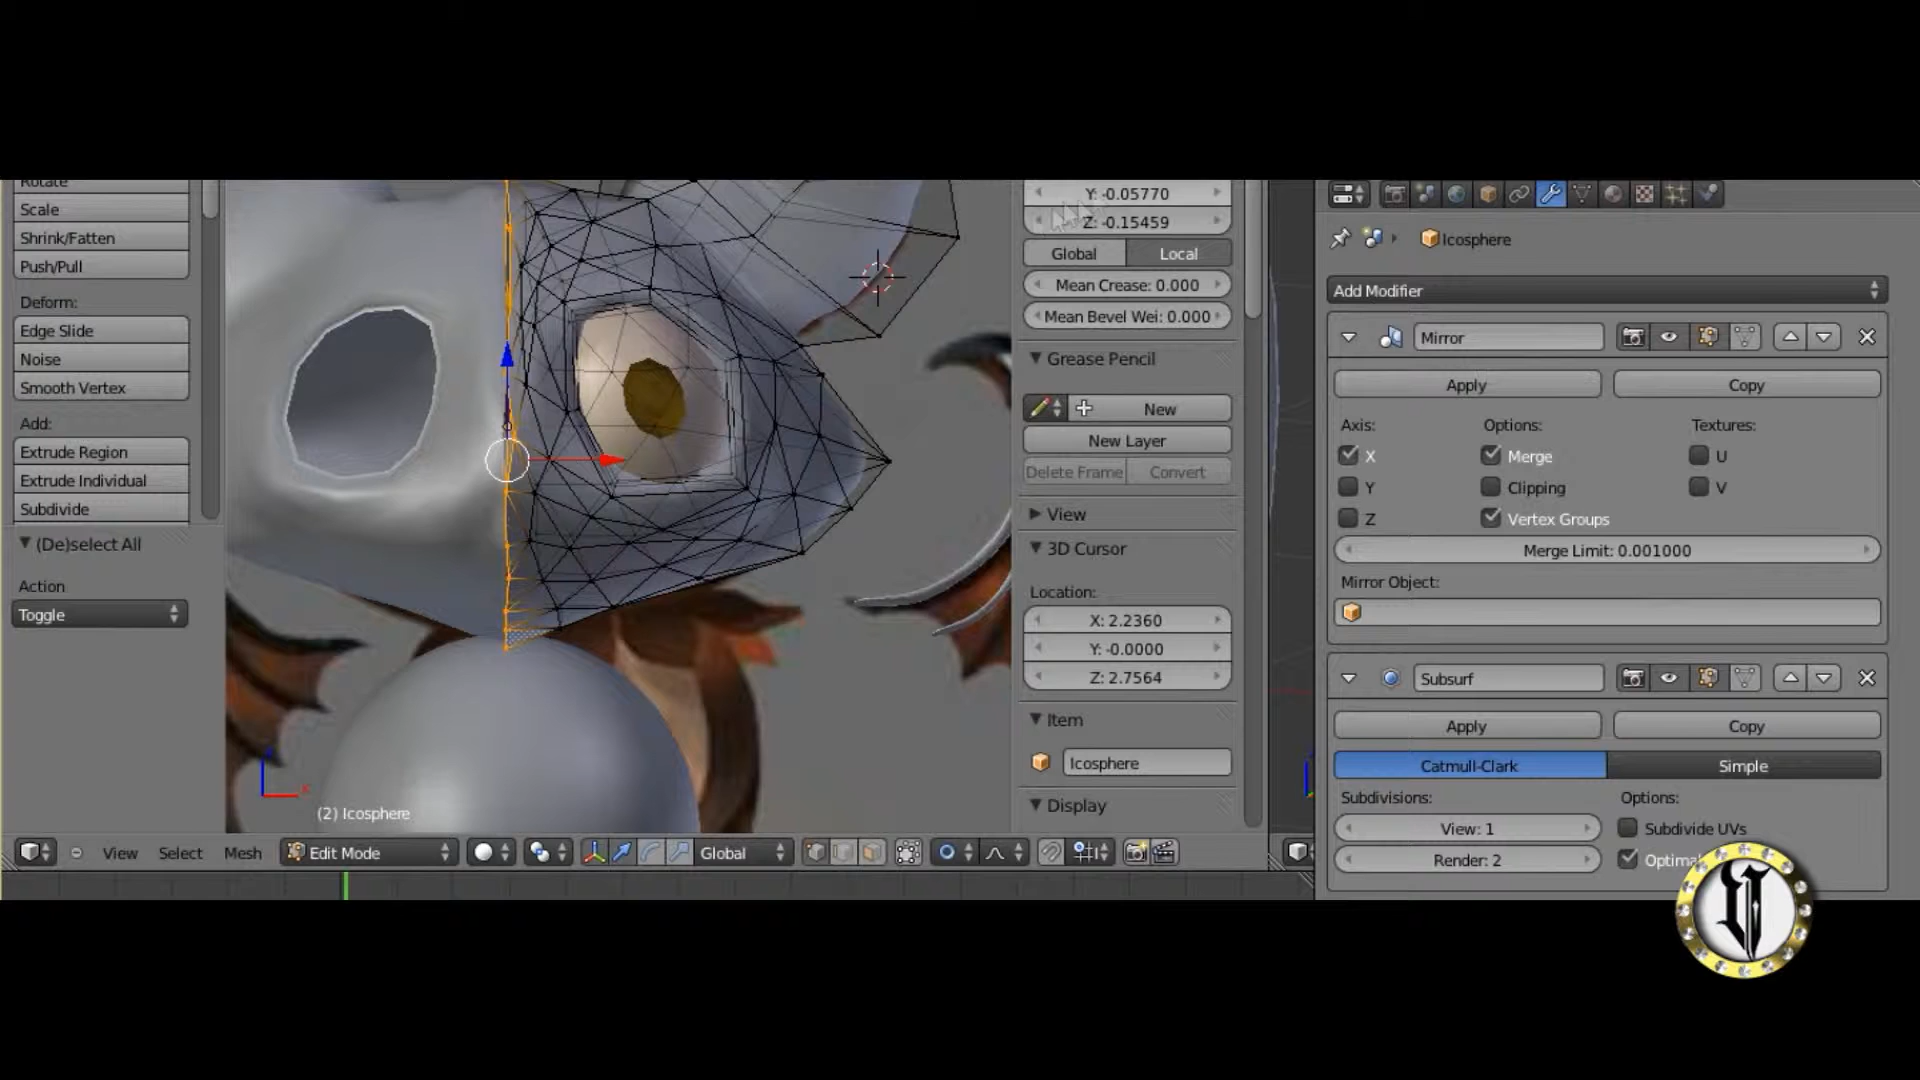 Rotate
Scale
Shrink/Fatten
Push/Pull
Deform:
Edge Slide
Noise
Smooth Vertex
Add:
Extrude Region
Extrude Individual
Subdivide
(De)select All
Action
Toggle
(2) Icosphere
View Select Mesh Edit Mode Global
Y: -0.05770
Z: -0.15459
Global Local
Mean Crease: 0.000
Mean Bevel Wei: 0.000
Grease Pencil
New
New Layer
Delete Frame Convert
View
3D Cursor
Location:
X: 2.2360
Y: -0.0000
Z: 2.7564
Item
Icosphere
Display
Icosphere
Add Modifier
Mirror
Apply Copy
Axis: Options: Textures:
X Merge U
Y Clipping V
Z Vertex Groups
Merge Limit: 0.001000
Mirror Object:
Subsurf
Apply Copy
Catmull-Clark Simple
Subdivisions: Options:
View: 1 Subdivide UVs
Render: 2 Optima